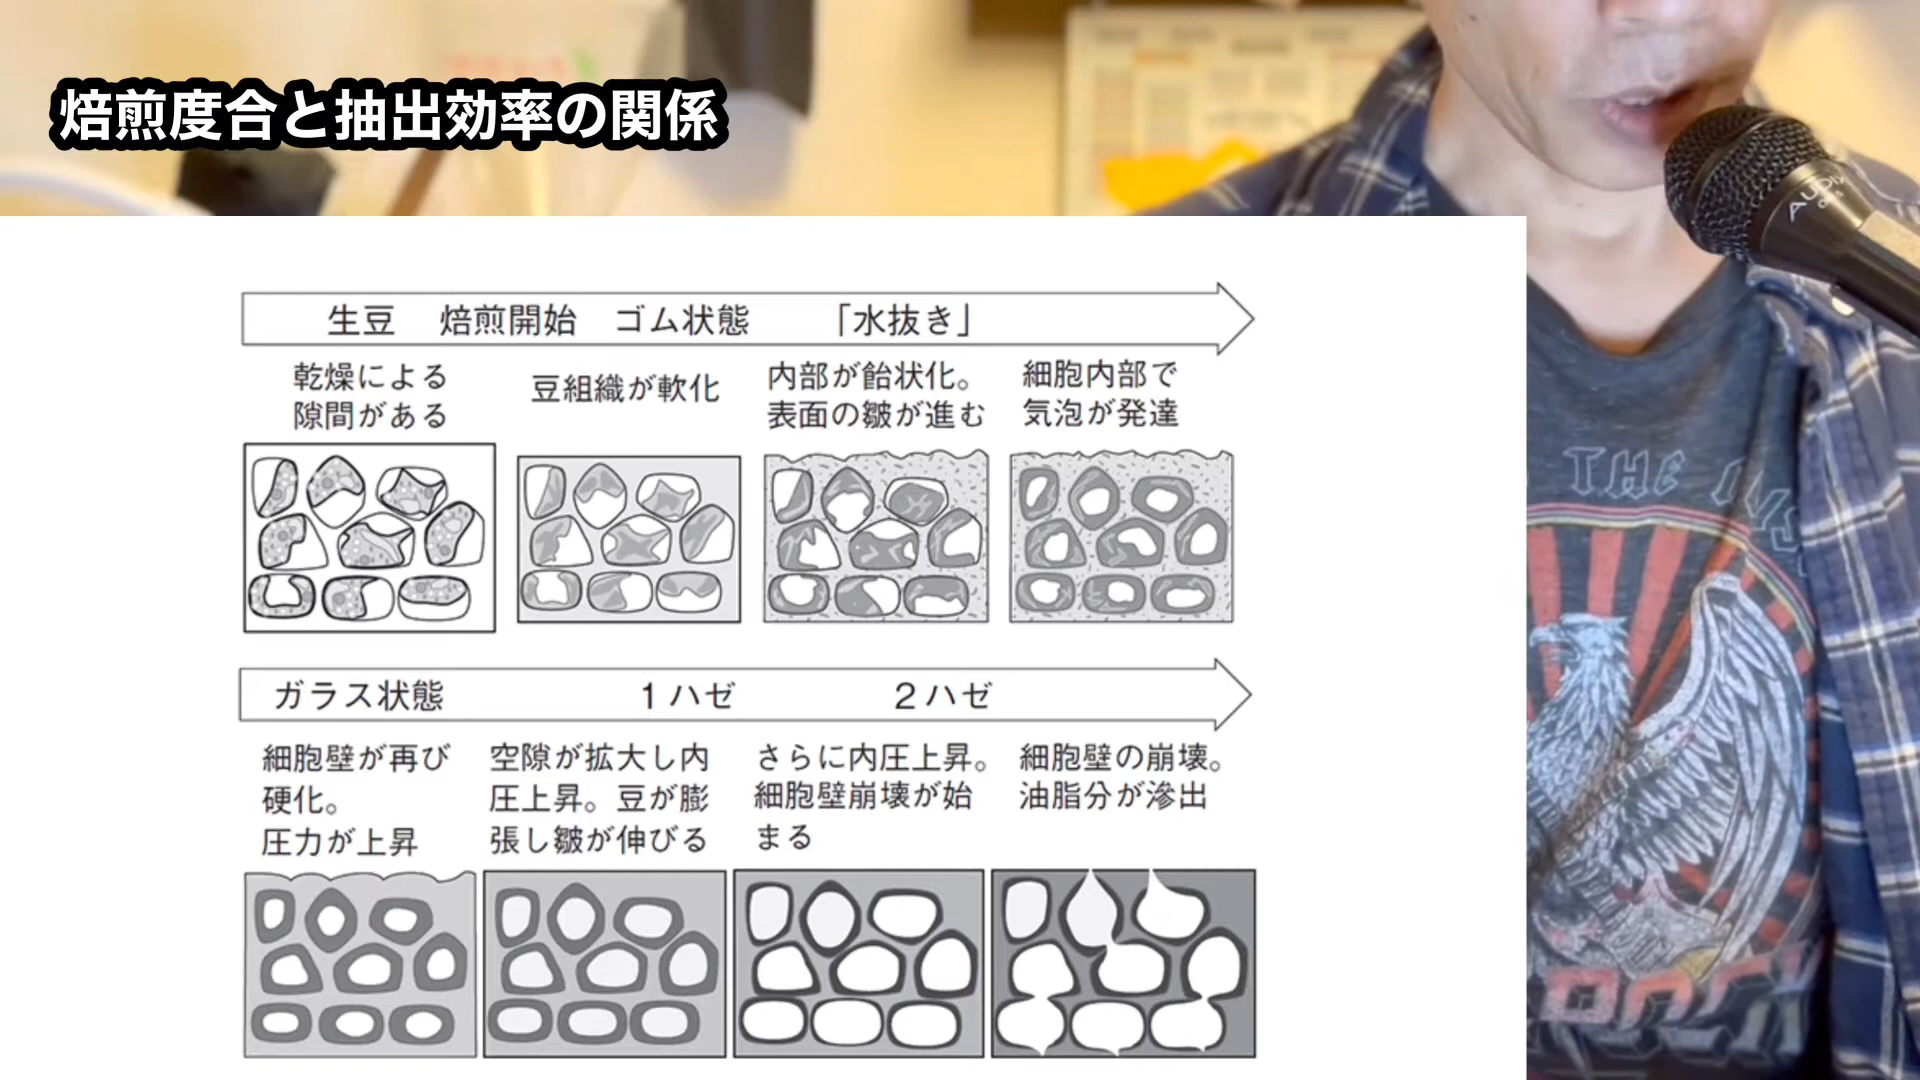 焙煎度合と抽出効率の関係
生豆 焙煎開始 ゴム状態 「水抜き」
乾燥による
隙間がある
豆組織が軟化
内部が飴状化。
表面の皺が進む
細胞内部で
気泡が発達
ガラス状態 1ハゼ 2ハゼ
細胞壁が再び
硬化。
圧力が上昇
空隙が拡大し内
圧上昇。豆が膨
張し皺が伸びる
さらに内圧上昇。
細胞壁崩壊が始
まる
細胞壁の崩壊。
油脂分が滲出
THE